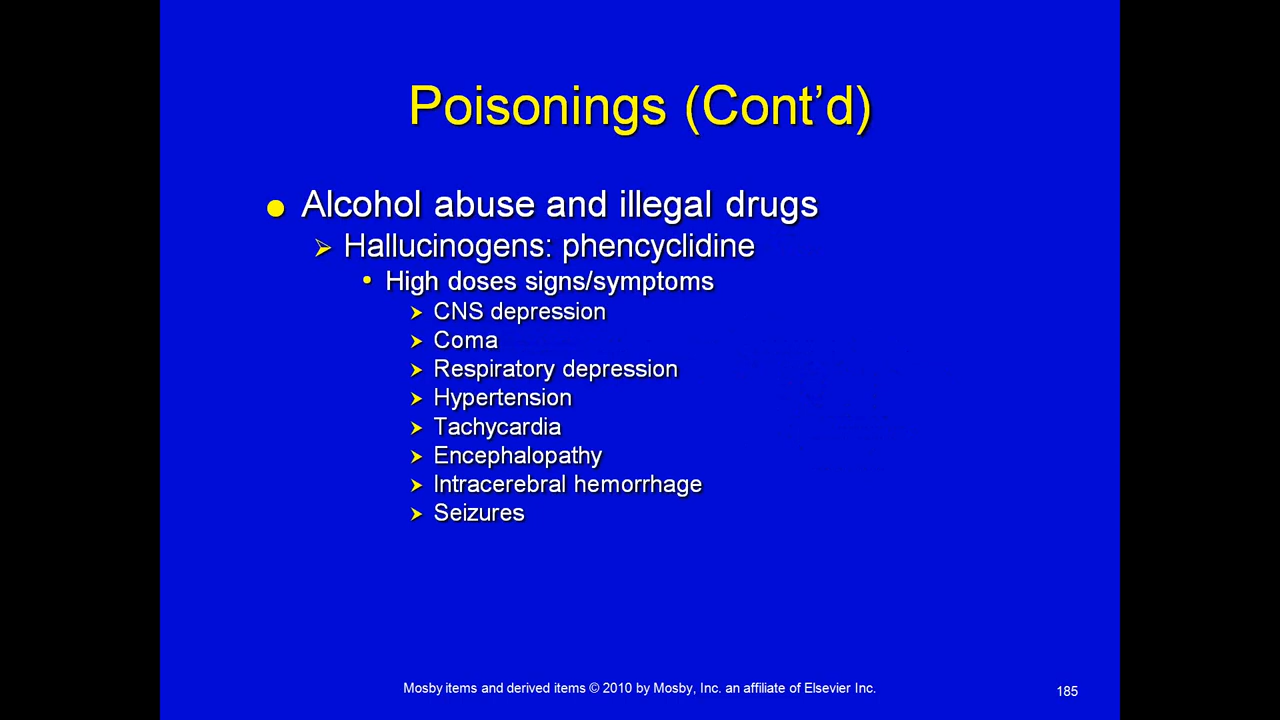 Poisonings (Cont’d)
Alcohol abuse and illegal drugs
Hallucinogens: phencyclidine
High doses signs/symptoms
CNS depression
Coma
Respiratory depression
Hypertension
Tachycardia
Encephalopathy
Intracerebral hemorrhage
Seizures
Mosby items and derived items © 2010 by Mosby, Inc. an affiliate of Elsevier Inc.
185